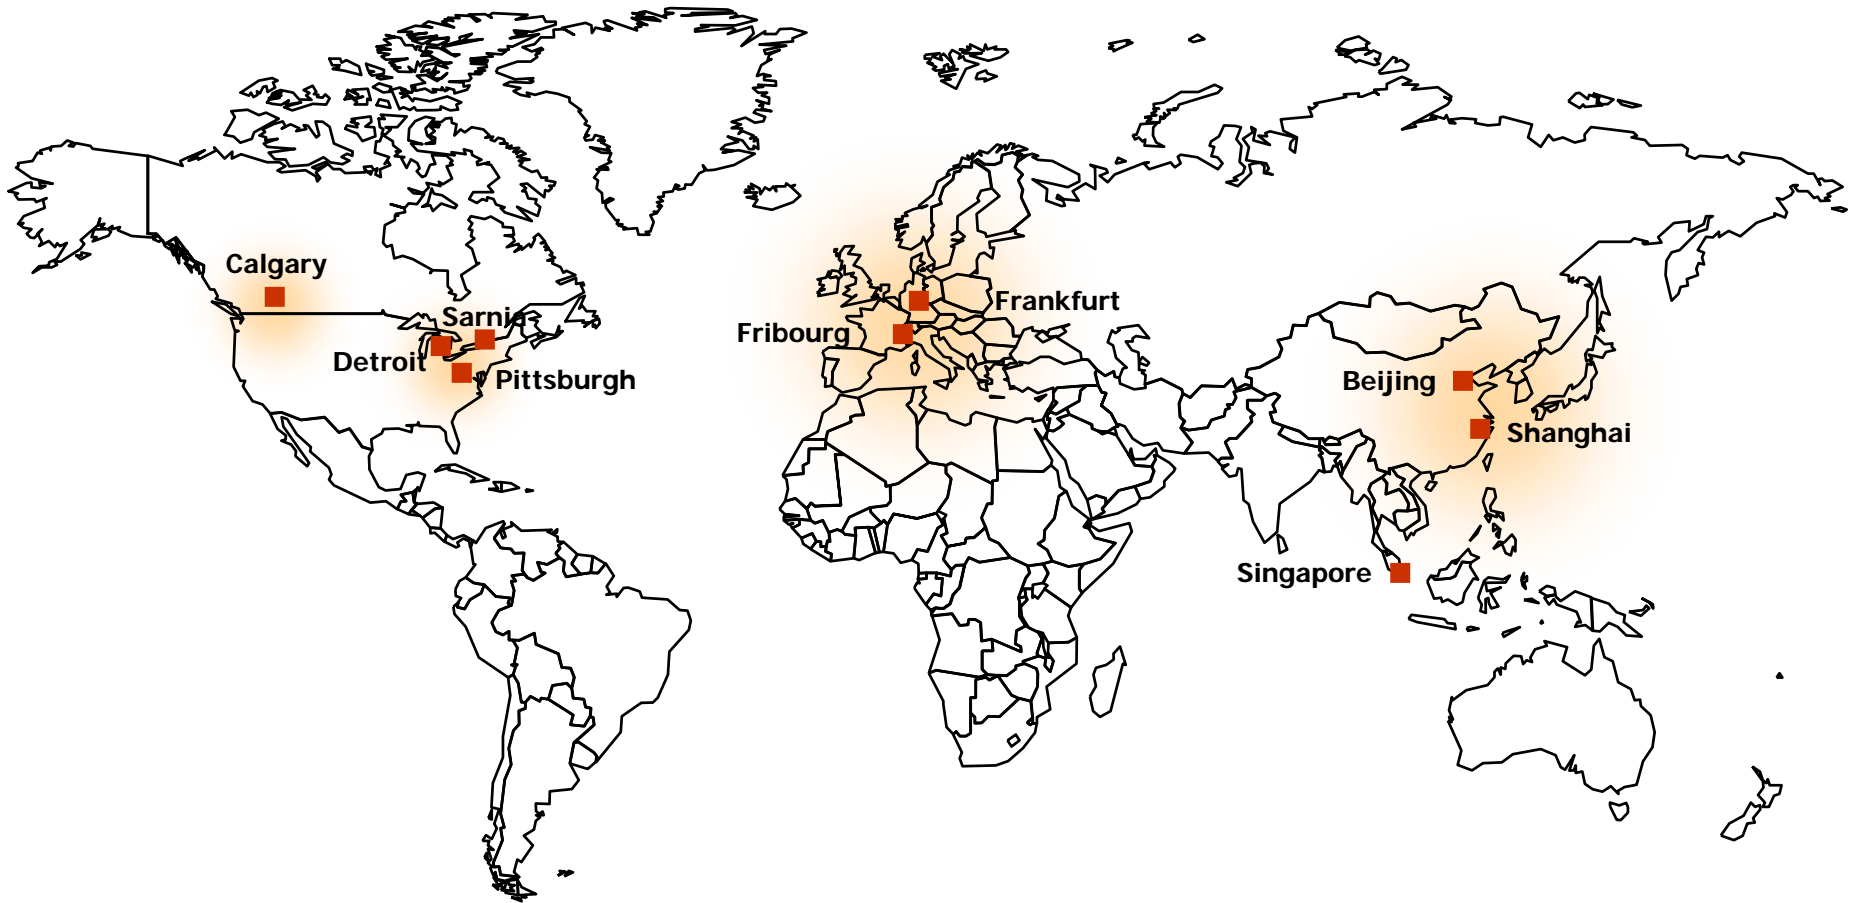 Calgary
Sarnia
Detroit
Pittsburgh
Frankfurt
Fribourg
Beijing
Shanghai
Singapore